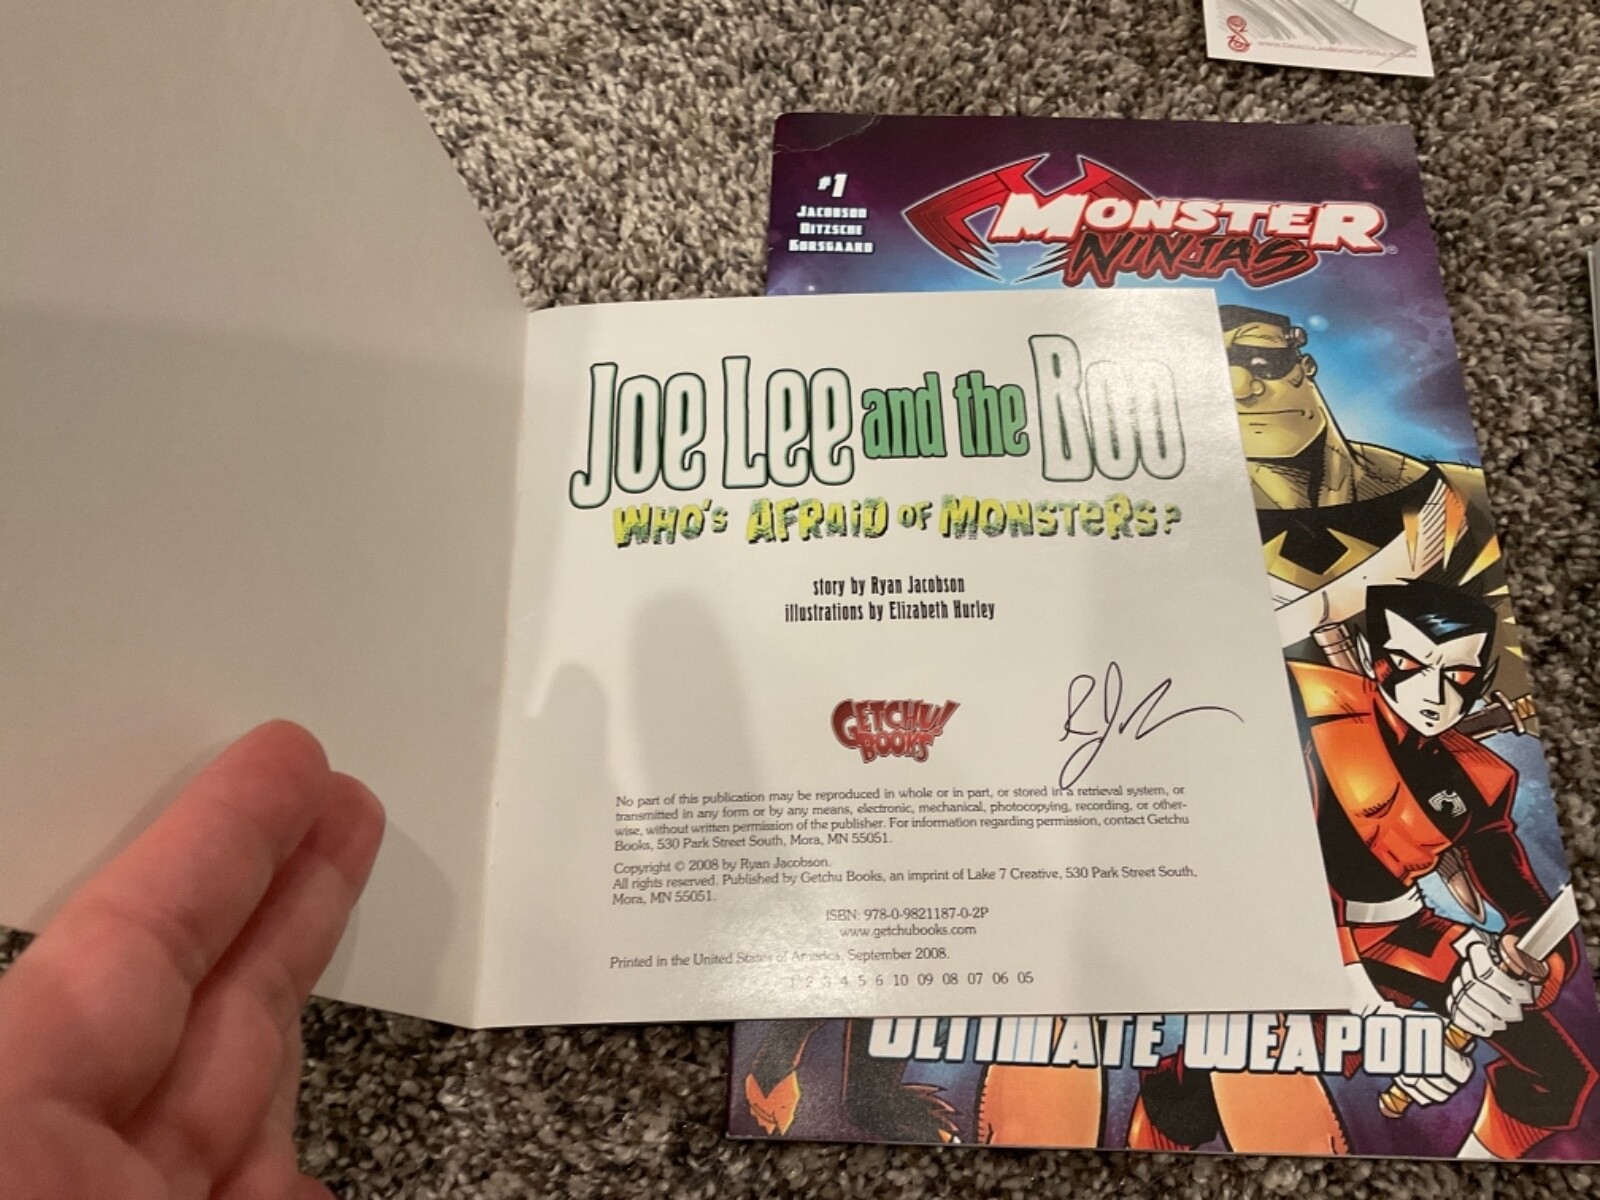 WWW.DRACULASBOOKOFSOULS.COM
#1
JACOBSON
DITZSCHE
KORSGAARD
MONSTER
NINJAS
Joe Lee and the Boo
WHO'S AFRAID OF MONSTERS?
story by Ryan Jacobson
illustrations by Elizabeth Hurley
GETCHU!
BOOKS
No part of this publication may be reproduced in whole or in part, or stored in a retrieval system, or
transmitted in any form or by any means, electronic, mechanical, photocopying, recording, or other-
wise, without written permission of the publisher. For information regarding permission, contact Getchu
Books, 530 Park Street South, Mora, MN 55051.
Copyright © 2008 by Ryan Jacobson.
All rights reserved. Published by Getchu Books, an imprint of Lake 7 Creative, 530 Park Street South,
Mora, MN 55051.
ISBN: 978-0-9821187-0-2P
www.getchubooks.com
Printed in the United States of America, September 2008.
1 2 3 4 5 6 10 09 08 07 06 05
ULTIMATE WEAPON